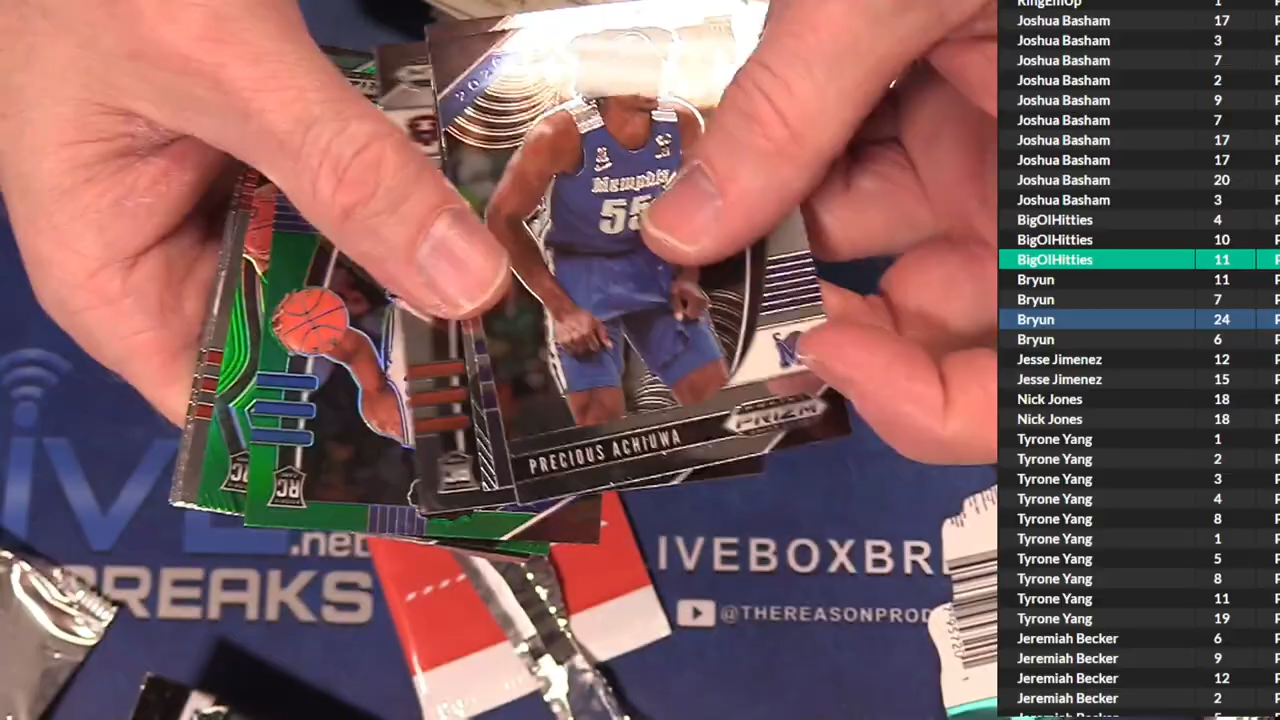 2020
Memphis
55
M
PRIZM
PRECIOUS ACHIUWA
RC
RC
RC
.net
BREAKS
IVEBOXBR
@THEREASONPROD
RingEmUp 1 P
Joshua Basham 17 P
Joshua Basham 3 P
Joshua Basham 7 P
Joshua Basham 2 P
Joshua Basham 9 P
Joshua Basham 7 P
Joshua Basham 17 P
Joshua Basham 17 P
Joshua Basham 20 P
Joshua Basham 3 P
BigOlHitties 4 P
BigOlHitties 10 P
BigOlHitties 11 P
Bryun 11 P
Bryun 7 P
Bryun 24 P
Bryun 6 P
Jesse Jimenez 12 P
Jesse Jimenez 15 P
Nick Jones 18 P
Nick Jones 18 P
Tyrone Yang 1 P
Tyrone Yang 2 P
Tyrone Yang 3 P
Tyrone Yang 4 P
Tyrone Yang 8 P
Tyrone Yang 1 P
Tyrone Yang 5 P
Tyrone Yang 8 P
Tyrone Yang 11 P
Tyrone Yang 19 P
Jeremiah Becker 6 P
Jeremiah Becker 9 P
Jeremiah Becker 12 P
Jeremiah Becker 2 P